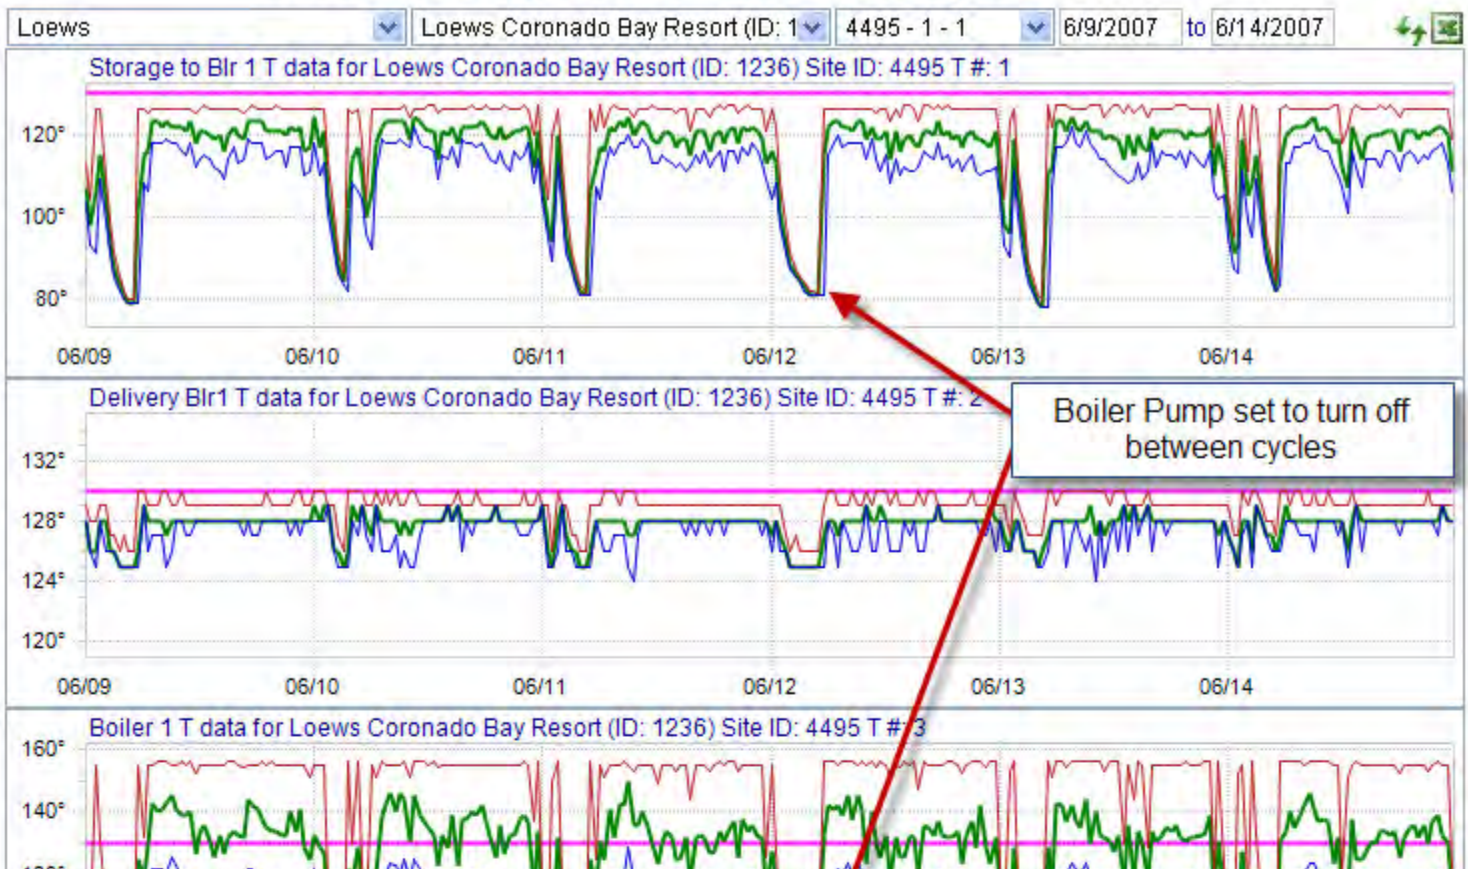 Loews Loews Coronado Bay Resort (ID: 1 4495 - 1 - 1 6/9/2007 to 6/14/2007
Storage to Blr 1 T data for Loews Coronado Bay Resort (ID: 1236) Site ID: 4495 T #: 1
120°
100°
80°
06/09 06/10 06/11 06/12 06/13 06/14
Delivery Blr1 T data for Loews Coronado Bay Resort (ID: 1236) Site ID: 4495 T #: 2
Boiler Pump set to turn off
between cycles
132°
128°
124°
120°
06/09 06/10 06/11 06/12 06/13 06/14
Boiler 1 T data for Loews Coronado Bay Resort (ID: 1236) Site ID: 4495 T #: 3
160°
140°